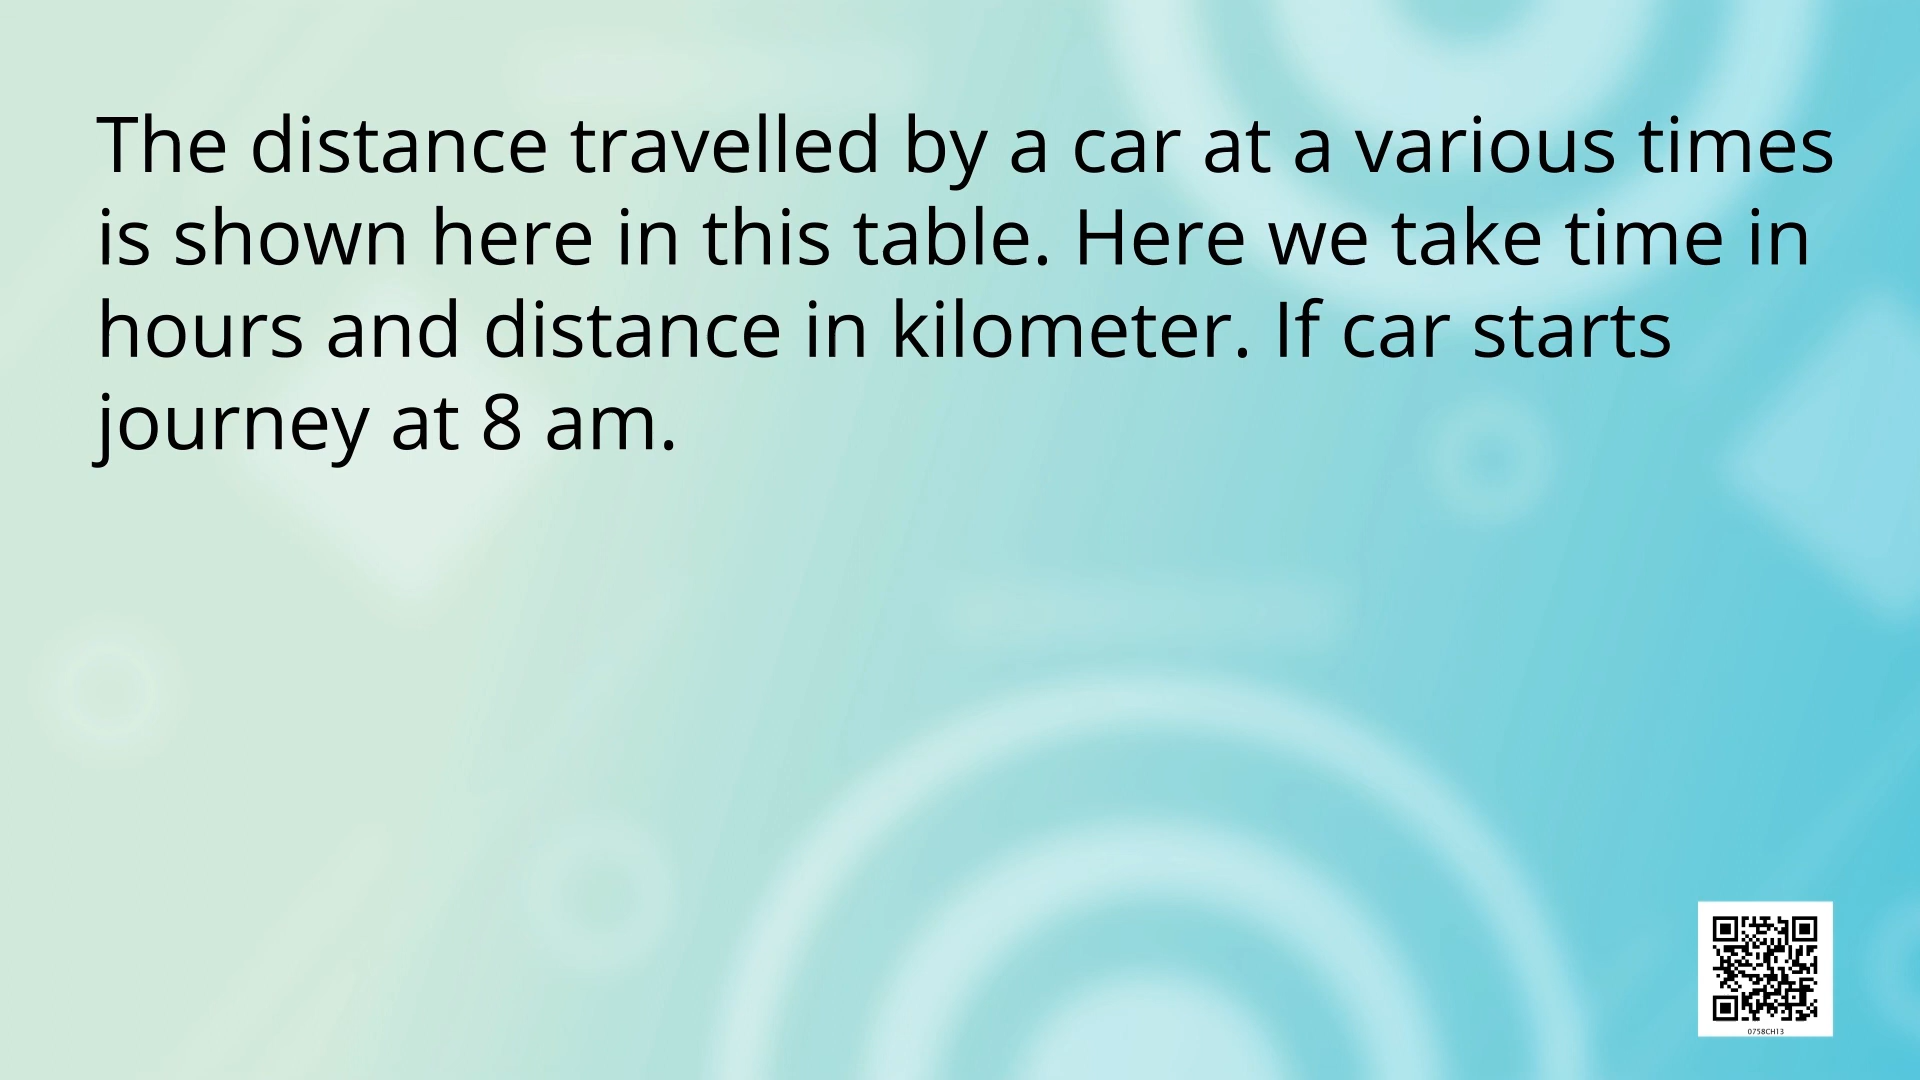 The distance travelled by a car at a various times
is shown here in this table. Here we take time in
hours and distance in kilometer. If car starts
journey at 8 am.
0758CH13